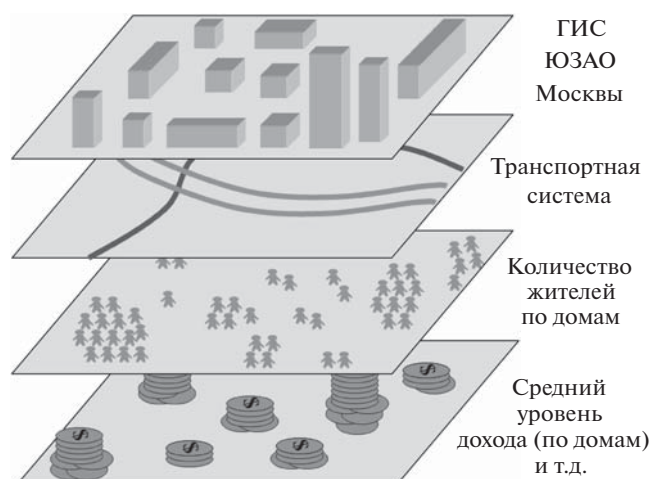 ГИС
ЮЗАО
Москвы
Транспортная
система
Количество
жителей
по домам
Средний
уровень
дохода (по домам)
и т.д.